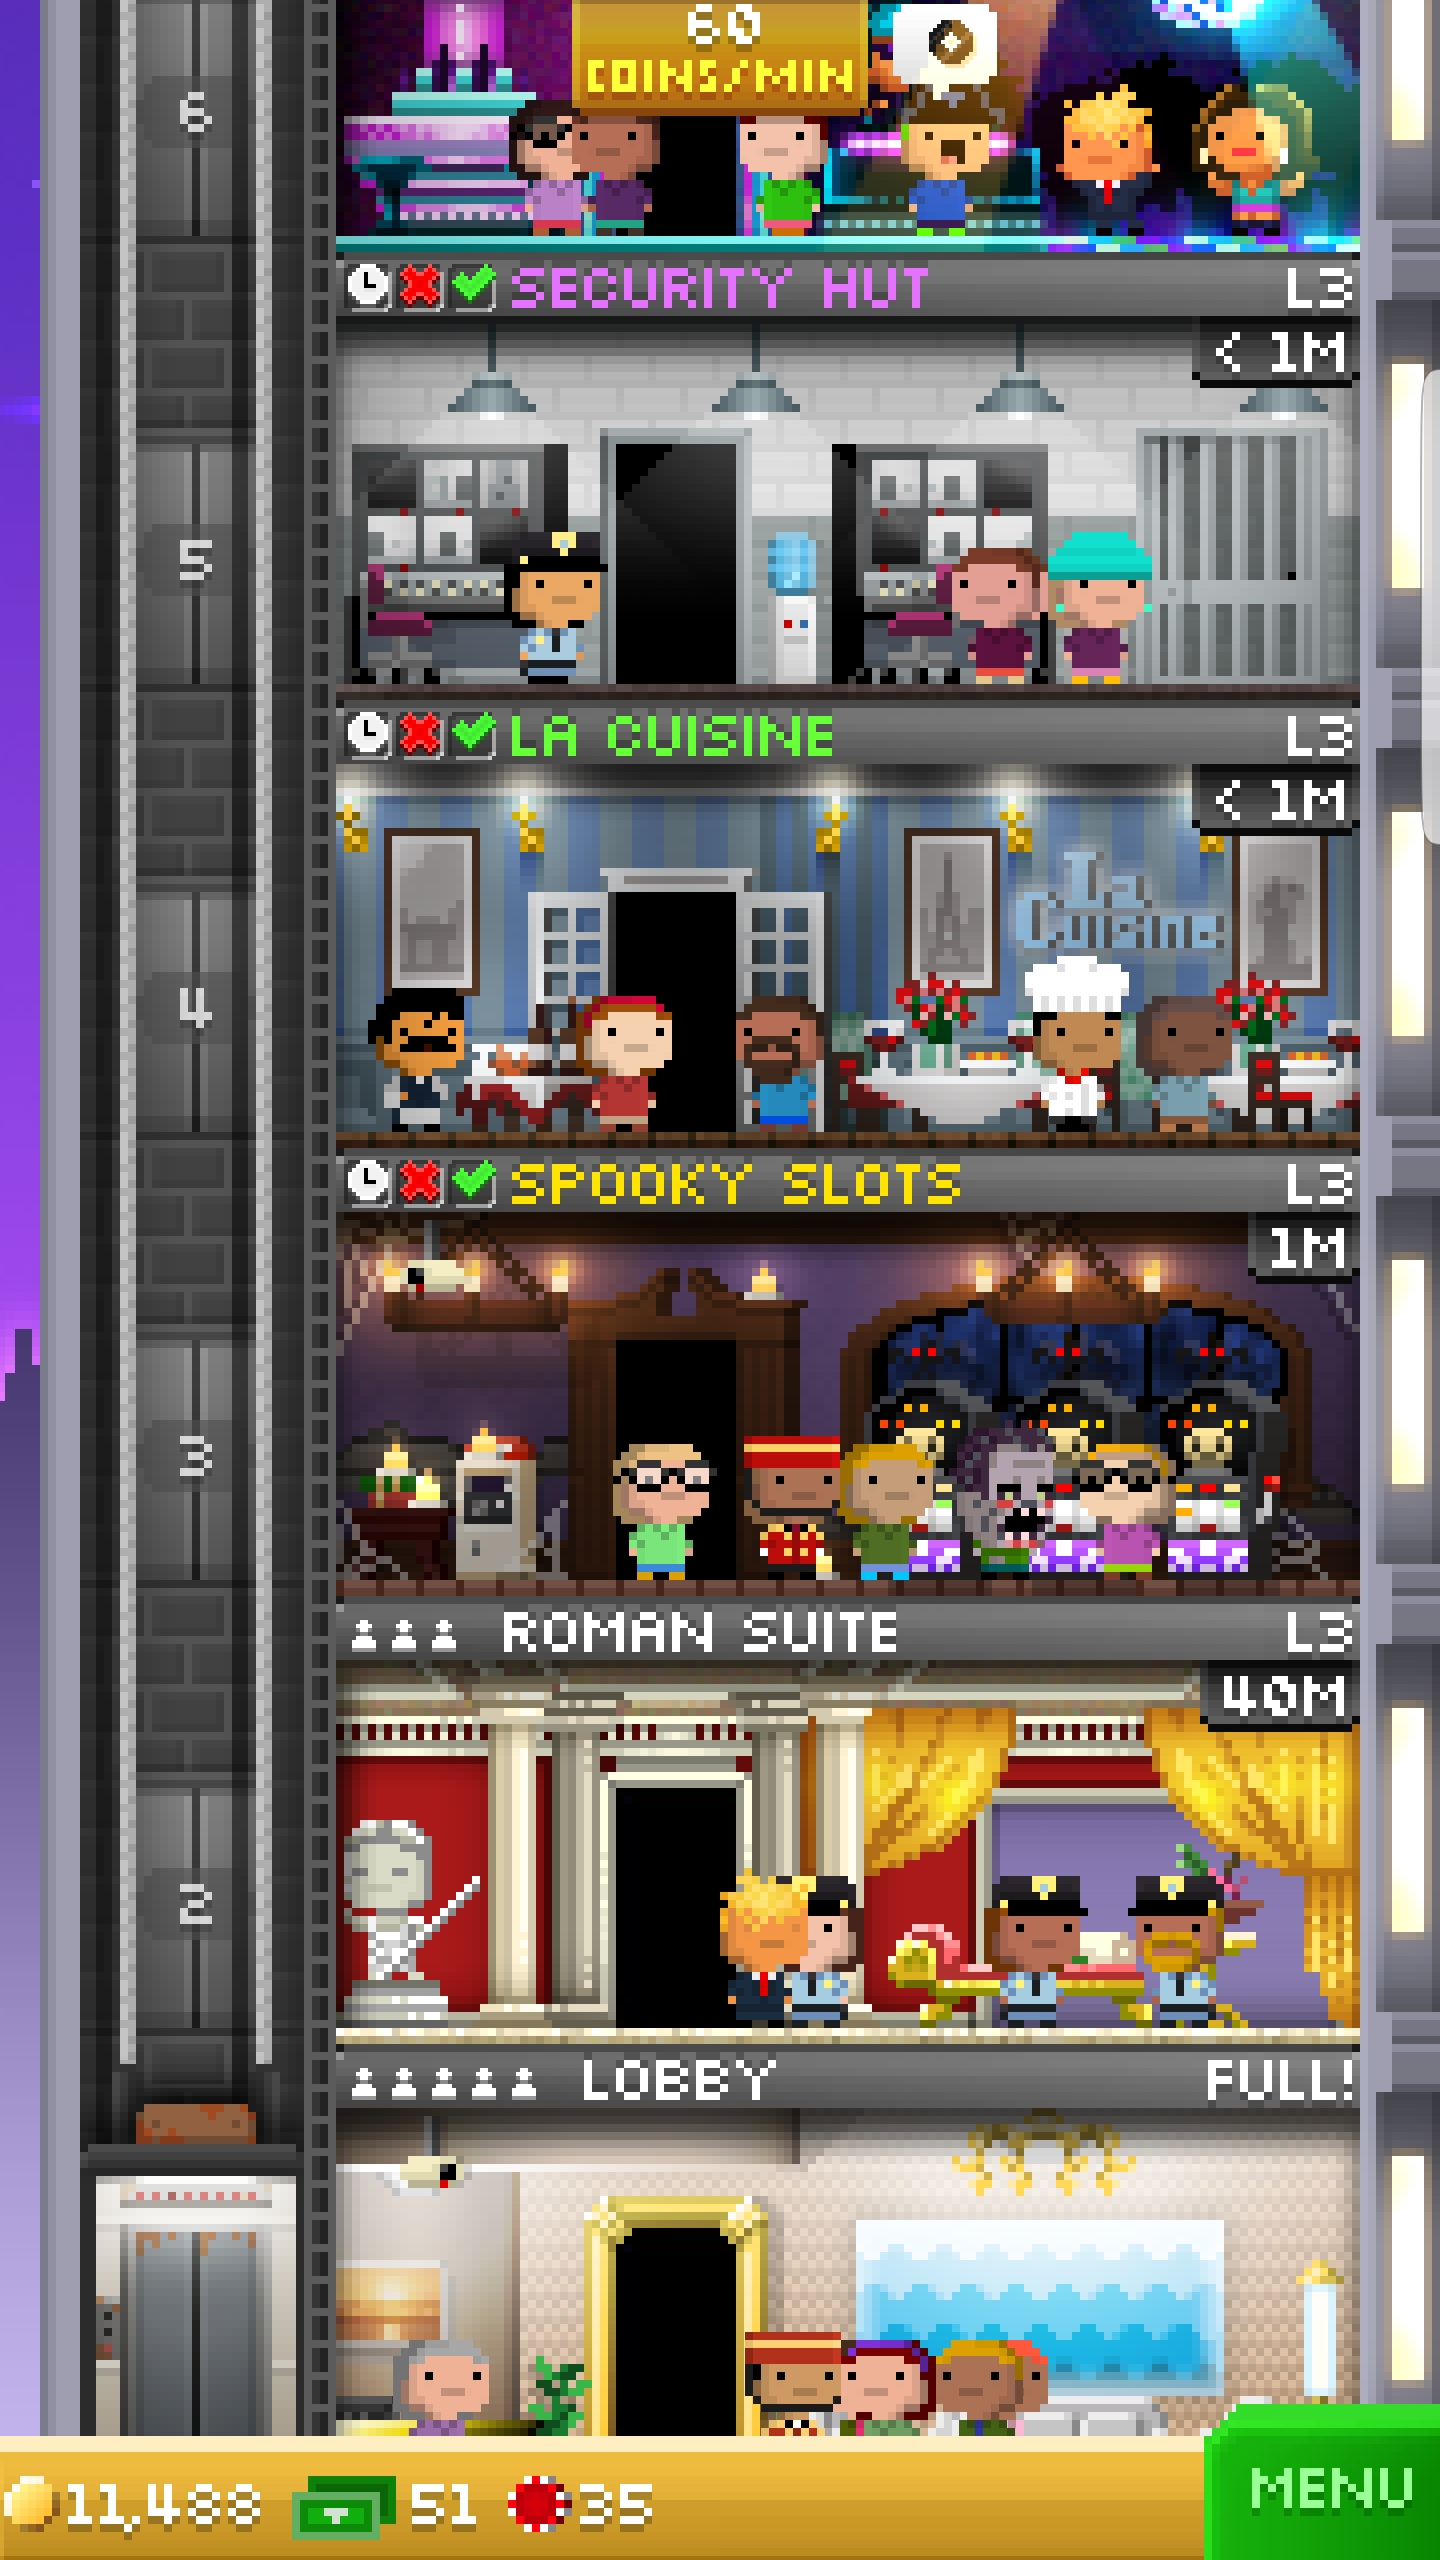 60
COINS/MIN
6
SECURITY HUT L3
< 1M
5
LA CUISINE L3
< 1M
La
Cuisine
4
SPOOKY SLOTS L3
1M
3
ROMAN SUITE L3
40M
2
LOBBY FULL!
11,488 51 35
MENU